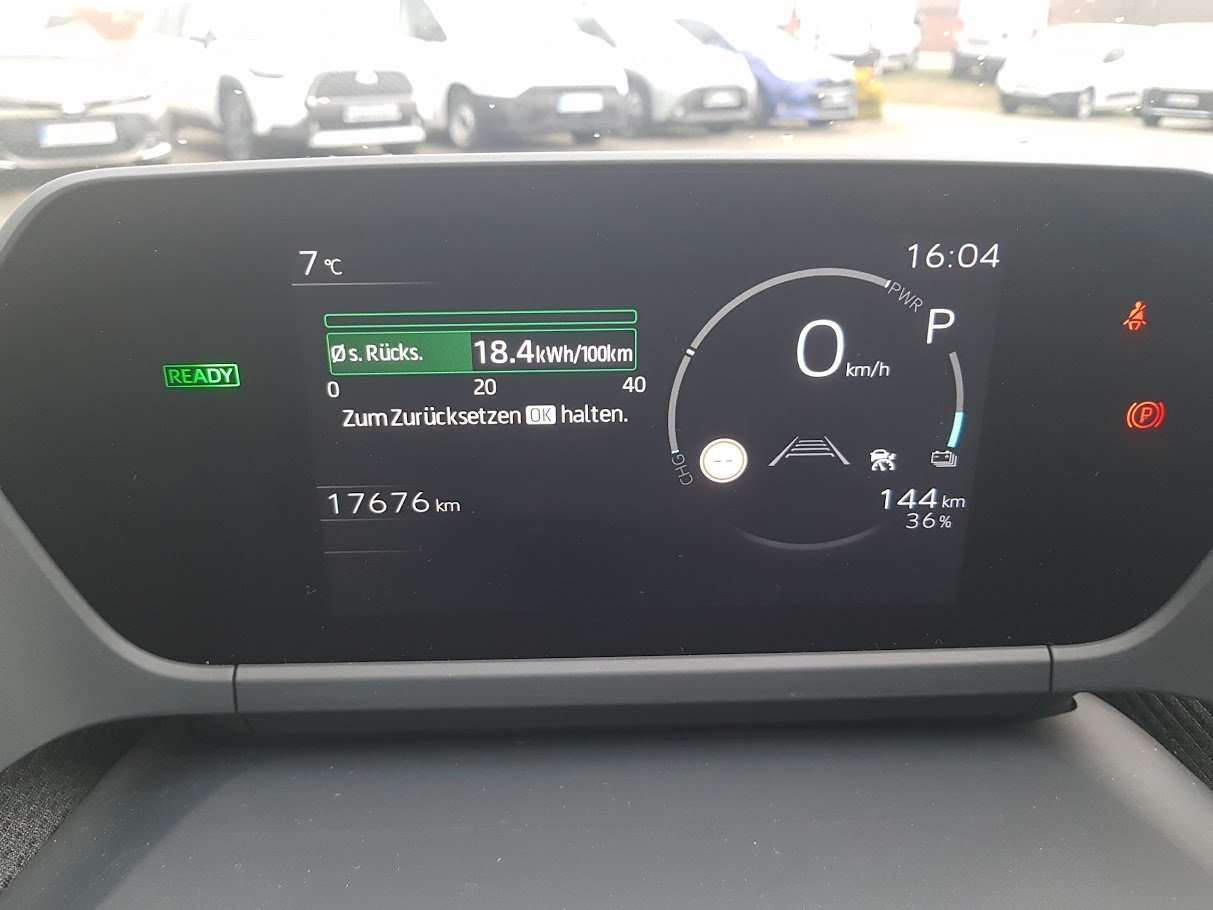 7 °C
16:04
PWR
P
0 km/h
READY
Ø s. Rücks. 18.4 kWh/100km
0 20 40
Zum Zurücksetzen OK halten.
P
CHG
--
17676 km
144 km
36 %